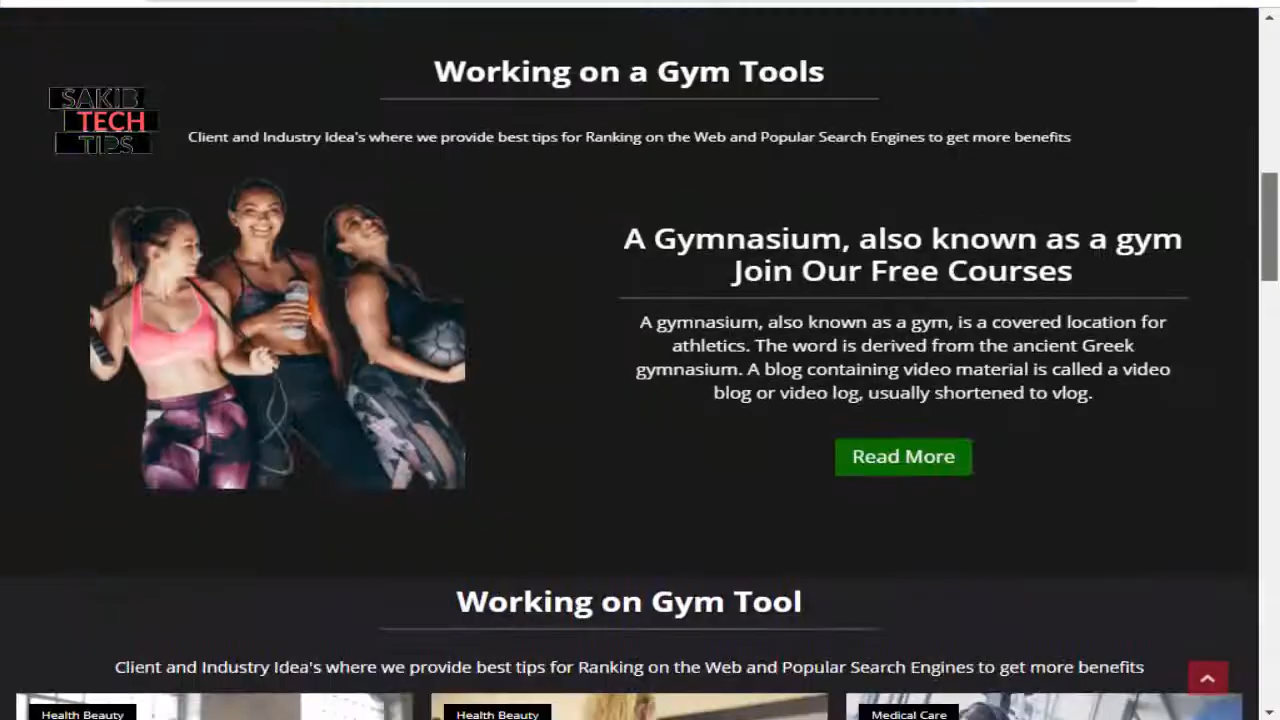 Working on a Gym Tools
SAKIB
TECH
TIPS
Client and Industry Idea's where we provide best tips for Ranking on the Web and Popular Search Engines to get more benefits
A Gymnasium, also known as a gym
Join Our Free Courses
A gymnasium, also known as a gym, is a covered location for
athletics. The word is derived from the ancient Greek
gymnasium. A blog containing video material is called a video
blog or video log, usually shortened to vlog.
Read More
Working on Gym Tool
Client and Industry Idea's where we provide best tips for Ranking on the Web and Popular Search Engines to get more benefits
Health Beauty
Health Beauty
Medical Care